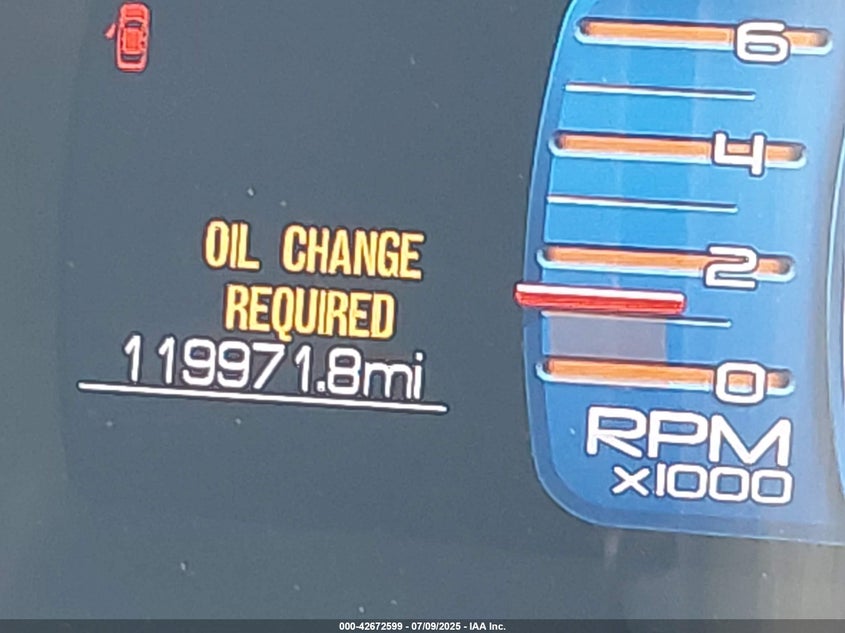 OIL CHANGE
REQUIRED
119971.8mi
6
4
2
0
RPM
x1000
000-42672599 - 07/09/2025 - IAA Inc.